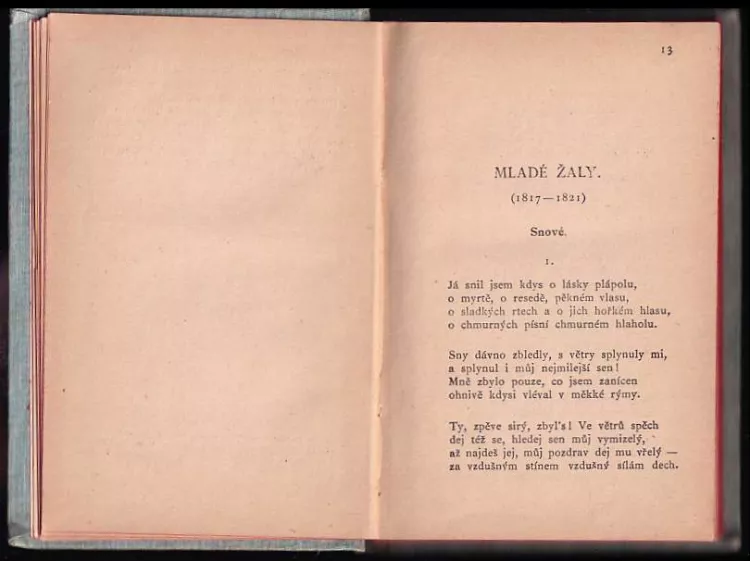 13
MLADÉ ŽALY.
(1817—1821)
Snové.
1.
Já snil jsem kdys o lásky plápolu,
o myrtě, o resedě, pěkném vlasu,
o sladkých rtech a o jich hořkém hlasu,
o chmurných písní chmurném hlaholu.
Sny dávno zbledly, s větry splynuly mi,
a splynul i můj nejmilejší sen!
Mně zbylo pouze, co jsem zanícen
ohnivě kdysi vléval v měkké rýmy.
Ty, zpěve sirý, zbyl's! Ve větrů spěch
dej též se, hledej sen můj vymizelý,
až najdeš jej, můj pozdrav dej mu vřelý —
za vzdušným stínem vzdušný sílám dech.